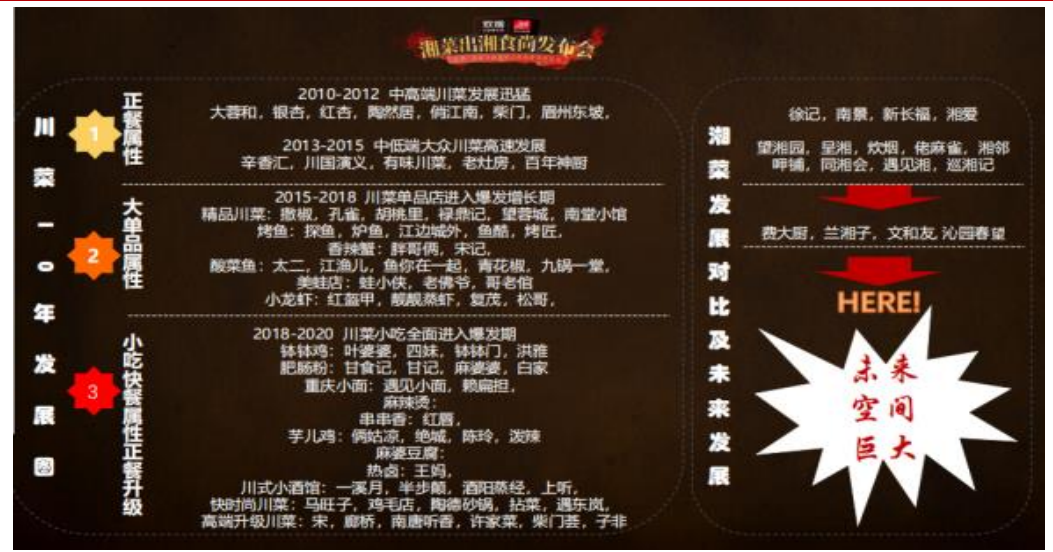 炊烟
湘菜出湘食尚发布会
川菜一0年发展图
1
正餐属性
2010-2012 中高端川菜发展迅猛
大蓉和，银杏，红杏，陶然居，俏江南，柴门，眉州东坡，
2013-2015 中低端大众川菜高速发展
辛香汇，川国演义，有味川菜，老灶房，百年神厨
2
大单品属性
2015-2018 川菜单品店进入爆发增长期
精品川菜：撒椒，孔雀，胡桃里，禄鼎记，望蓉城，南堂小馆
烤鱼：探鱼，炉鱼，江边城外，鱼酷，烤匠，
香辣蟹：胖哥俩，宋记，
酸菜鱼：太二，江渔儿，鱼你在一起，青花椒，九锅一堂，
美蛙店：蛙小侠，老佛爷，哥老倌
小龙虾：红盔甲，靓靓蒸虾，复茂，松哥，
3
小吃快餐属性正餐升级
2018-2020 川菜小吃全面进入爆发期
钵钵鸡：叶婆婆，四妹，钵钵门，洪雅
肥肠粉：甘食记，甘记，麻婆婆，白家
重庆小面：遇见小面，赖扁担，
麻辣烫：
串串香：红唇，
芋儿鸡：俩姑凉，绝城，陈玲，泼辣
麻婆豆腐：
热卤：王妈，
川式小酒馆：一溪月，半步颠，酒阳蒸经，上听，
快时尚川菜：马旺子，鸡毛店，陶德砂锅，拈菜，遇东岚，
高端升级川菜：宋，廊桥，南唐听香，许家菜，柴门荟，子非
湘菜发展对比及未来发展
徐记，南景，新长福，湘爱
望湘园，呈湘，炊烟，佬麻雀，湘邻
呷铺，同湘会，遇见湘，巡湘记
费大厨，兰湘子，文和友，沁园春望
HERE!
未来
空间
巨大